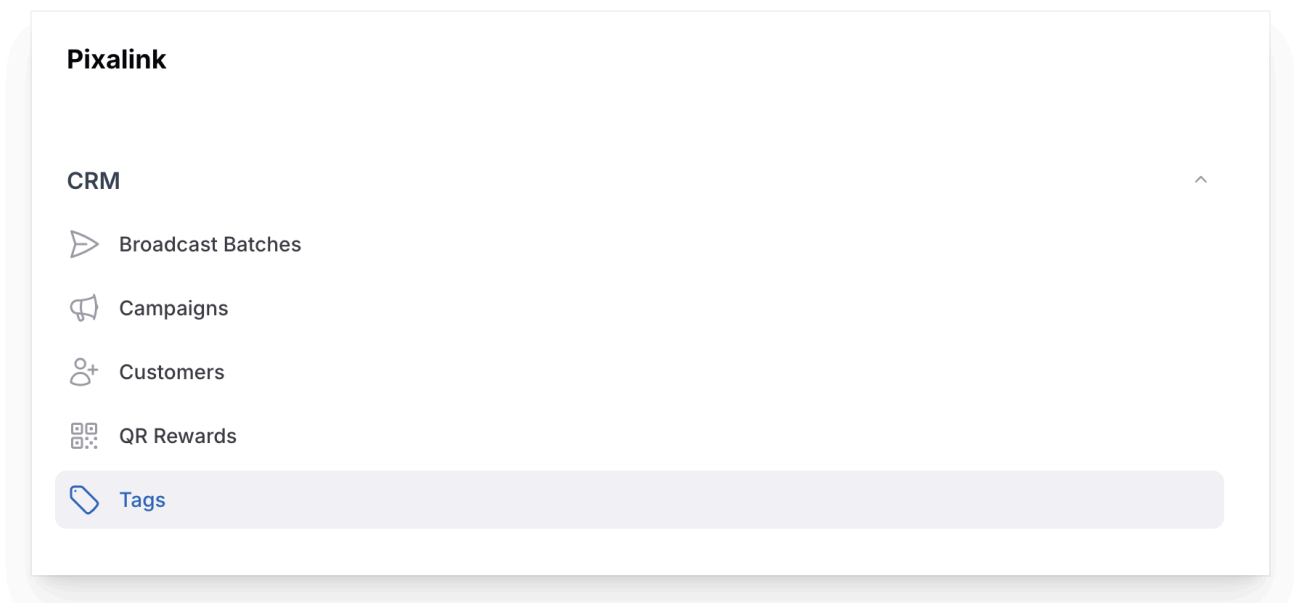 Pixalink
CRM
Broadcast Batches
Campaigns
Customers
QR Rewards
Tags